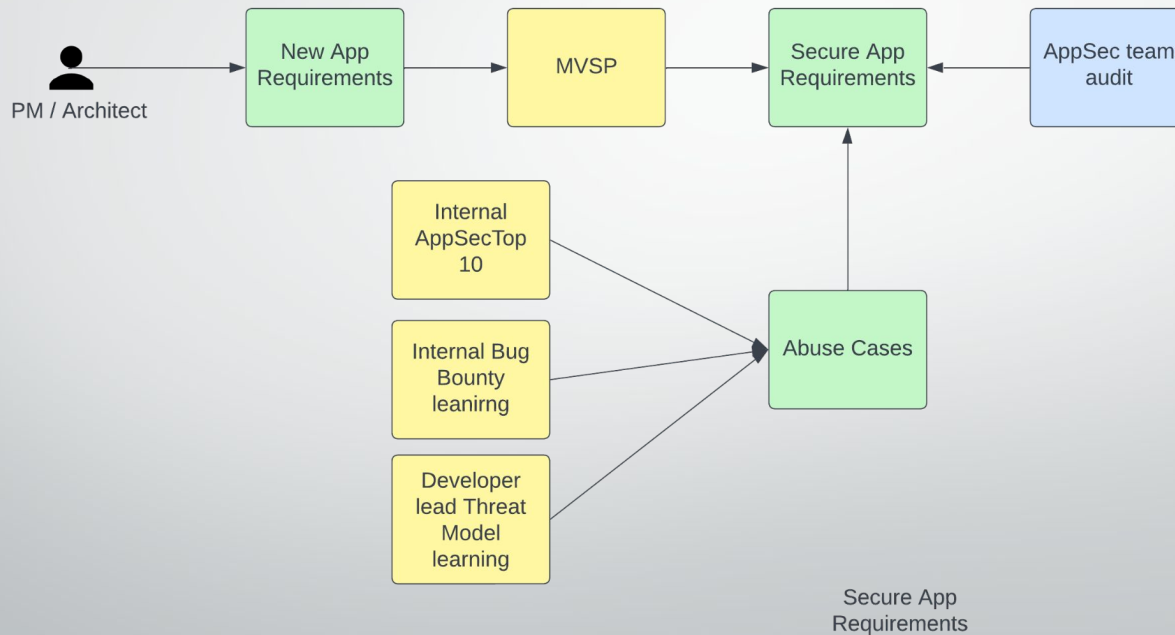 PM / Architect
New App
Requirements
MVSP
Secure App
Requirements
AppSec team
audit
Internal
AppSecTop
10
Internal Bug
Bounty
leanirng
Developer
lead Threat
Model
learning
Abuse Cases
Secure App
Requirements